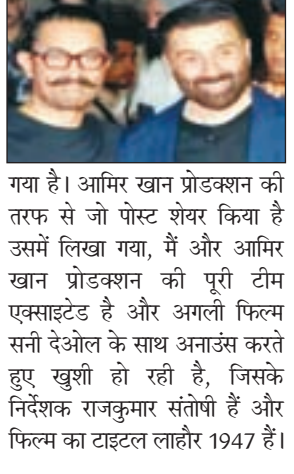 गया है। आमिर खान प्रोडक्शन की
तरफ से जो पोस्ट शेयर किया है
उसमें लिखा गया, मैं और आमिर
खान प्रोडक्शन की पूरी टीम
एक्साइटेड है और अगली फिल्म
सनी देओल के साथ अनाउंस करते
हुए खुशी हो रही है, जिसके
निर्देशक राजकुमार संतोषी हैं और
फिल्म का टाइटल लाहौर 1947 हैं।